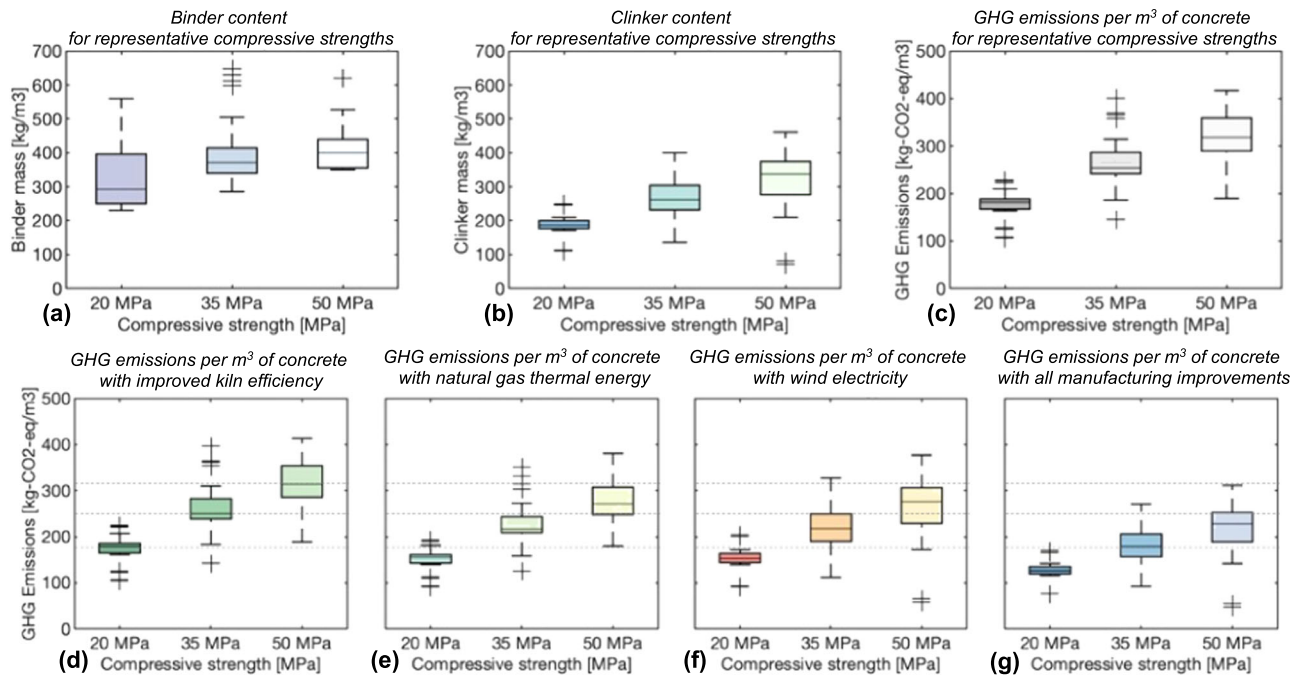 Binder content
for representative compressive strengths
Binder mass [kg/m3]
700
600
500
400
300
200
100
0
20 MPa 35 MPa 50 MPa
(a) Compressive strength [MPa]
Clinker content
for representative compressive strengths
Clinker mass [kg/m3]
700
600
500
400
300
200
100
0
20 MPa 35 MPa 50 MPa
(b) Compressive strength [MPa]
GHG emissions per m³ of concrete
for representative compressive strengths
GHG Emissions [kg-CO2-eq/m3]
500
400
300
200
100
0
20 MPa 35 MPa 50 MPa
(c) Compressive strength [MPa]
GHG emissions per m³ of concrete
with improved kiln efficiency
GHG Emissions [kg-CO2-eq/m3]
500
400
300
200
100
0
20 MPa 35 MPa 50 MPa
(d) Compressive strength [MPa]
GHG emissions per m³ of concrete
with natural gas thermal energy
20 MPa 35 MPa 50 MPa
(e) Compressive strength [MPa]
GHG emissions per m³ of concrete
with wind electricity
20 MPa 35 MPa 50 MPa
(f) Compressive strength [MPa]
GHG emissions per m³ of concrete
with all manufacturing improvements
20 MPa 35 MPa 50 MPa
(g) Compressive strength [MPa]